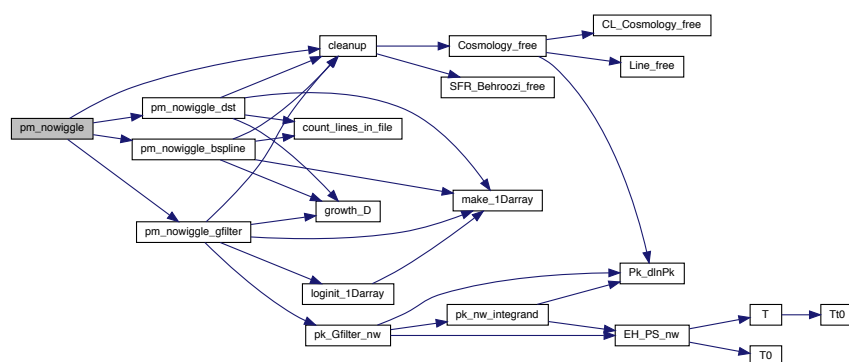 pm_nowiggle
cleanup
pm_nowiggle_dst
pm_nowiggle_bspline
pm_nowiggle_gfilter
Cosmology_free
SFR_Behroozi_free
count_lines_in_file
growth_D
make_1Darray
loginit_1Darray
pk_Gfilter_nw
CL_Cosmology_free
Line_free
Pk_dlnPk
pk_nw_integrand
EH_PS_nw
T
Tt0
T0